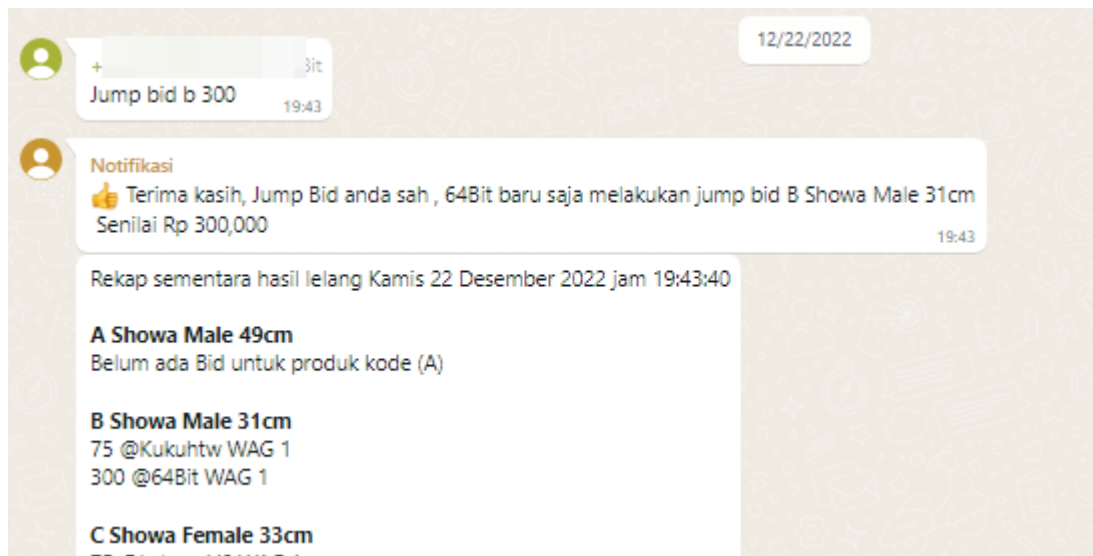 12/22/2022
+
Jump bid b 300
19:43
Notifikasi
👍 Terima kasih, Jump Bid anda sah , 64Bit baru saja melakukan jump bid B Showa Male 31cm
Senilai Rp 300,000
19:43
Rekap sementara hasil lelang Kamis 22 Desember 2022 jam 19:43:40
A Showa Male 49cm
Belum ada Bid untuk produk kode (A)
B Showa Male 31cm
75 @Kukuhtw WAG 1
300 @64Bit WAG 1
C Showa Female 33cm